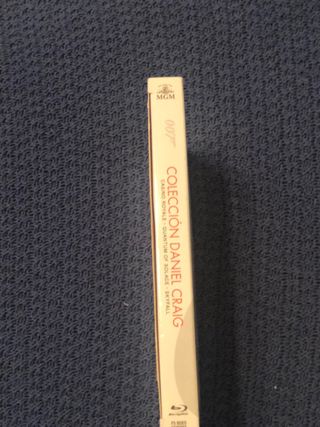 MGM
007
COLECCIÓN DANIEL CRAIG
CASINO ROYALE · QUANTUM OF SOLACE · SKYFALL